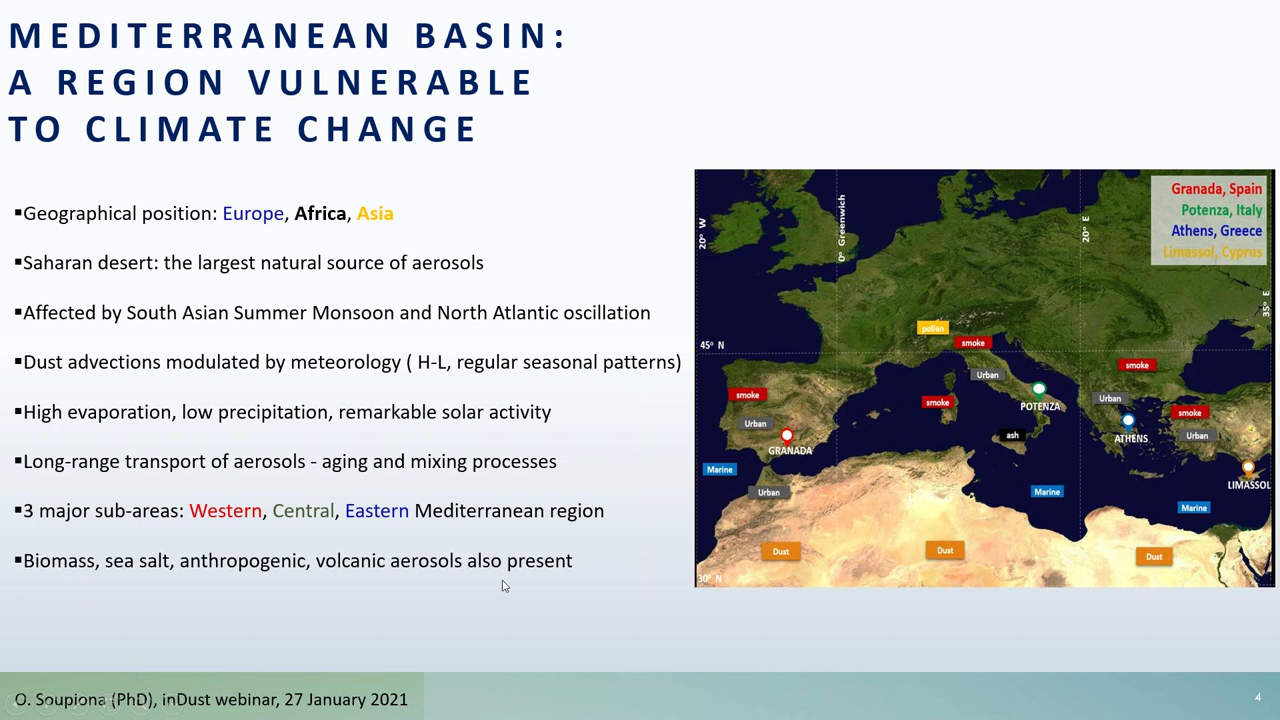 MEDITERRANEAN BASIN:
A REGION VULNERABLE
TO CLIMATE CHANGE
▪Geographical position: Europe, Africa, Asia
▪Saharan desert: the largest natural source of aerosols
▪Affected by South Asian Summer Monsoon and North Atlantic oscillation
▪Dust advections modulated by meteorology ( H-L, regular seasonal patterns)
▪High evaporation, low precipitation, remarkable solar activity
▪Long-range transport of aerosols - aging and mixing processes
▪3 major sub-areas: Western, Central, Eastern Mediterranean region
▪Biomass, sea salt, anthropogenic, volcanic aerosols also present
Granada, Spain
Potenza, Italy
Athens, Greece
Limassol, Cyprus
20° W
0° Greenwich
20° E
35° E
45° N
pollen
smoke
smoke
Urban
smoke
smoke
POTENZA
Urban
smoke
Urban
GRANADA
ash
ATHENS
Urban
Marine
Urban
Marine
LIMASSOL
Marine
Dust
Dust
Dust
30° N
O. Soupiona (PhD), inDust webinar, 27 January 2021
4